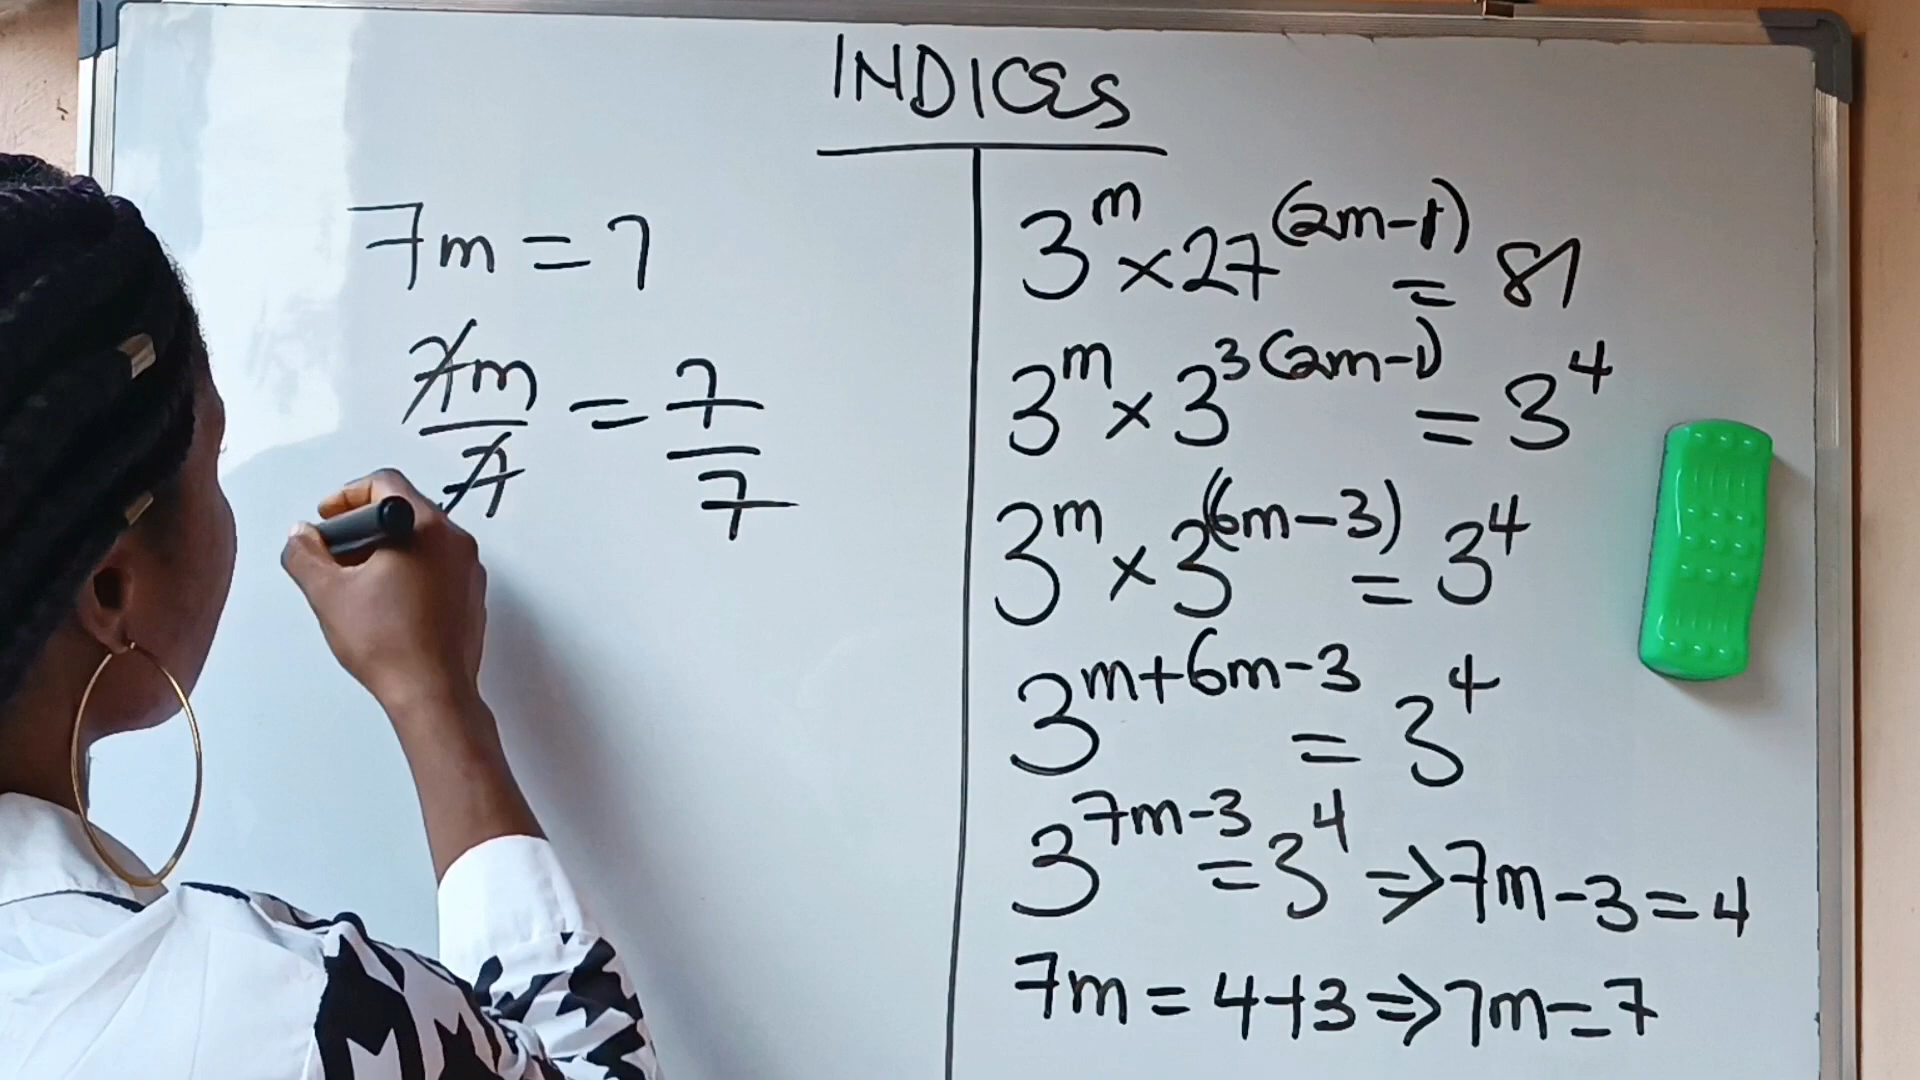 INDICES
7m = 7
7m/7 = 7/7
3^m × 27^(2m-1) = 81
3^m × 3^3(2m-1) = 3^4
3^m × 3^(6m-3) = 3^4
3^m+6m-3 = 3^4
3^7m-3 = 3^4 ⇒ 7m-3 = 4
7m = 4+3 ⇒ 7m = 7